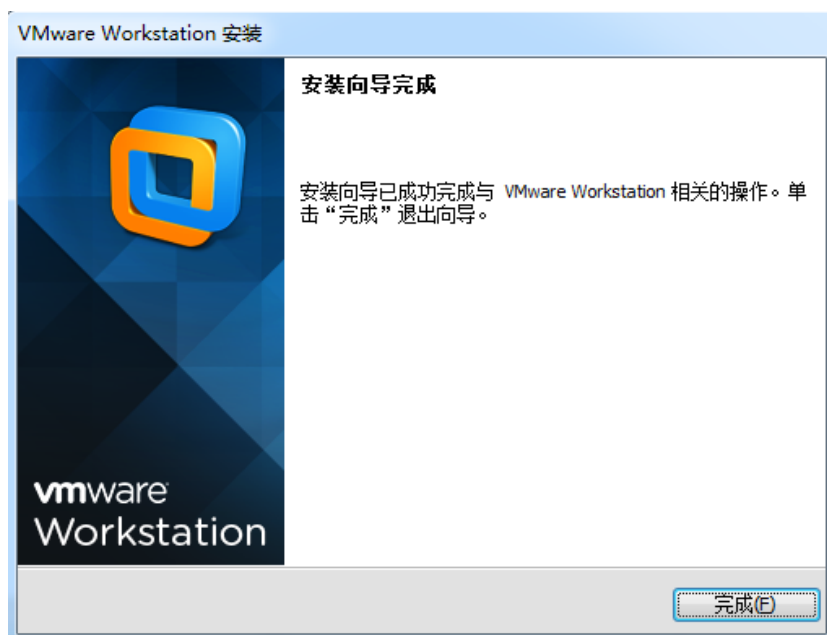 VMware Workstation 安装
安装向导完成
安装向导已成功完成与 VMware Workstation 相关的操作。单
击“完成”退出向导。
vmware
Workstation
完成(F)